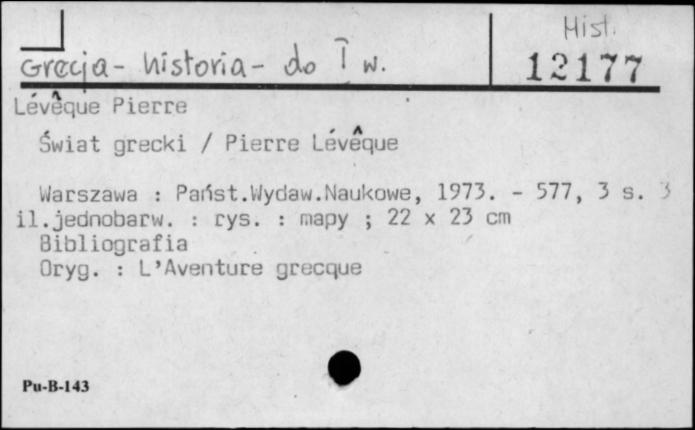 Hist.
Grecja - historia - do I w.
12177
Lévêque Pierre
Świat grecki / Pierre Lévêque
Warszawa : Państ.Wydaw.Naukowe, 1973. - 577, 3 s. 3
il.jednobarw. : rys. : mapy ; 22 x 23 cm
Bibliografia
Oryg. : L'Aventure grecque
Pu-B-143